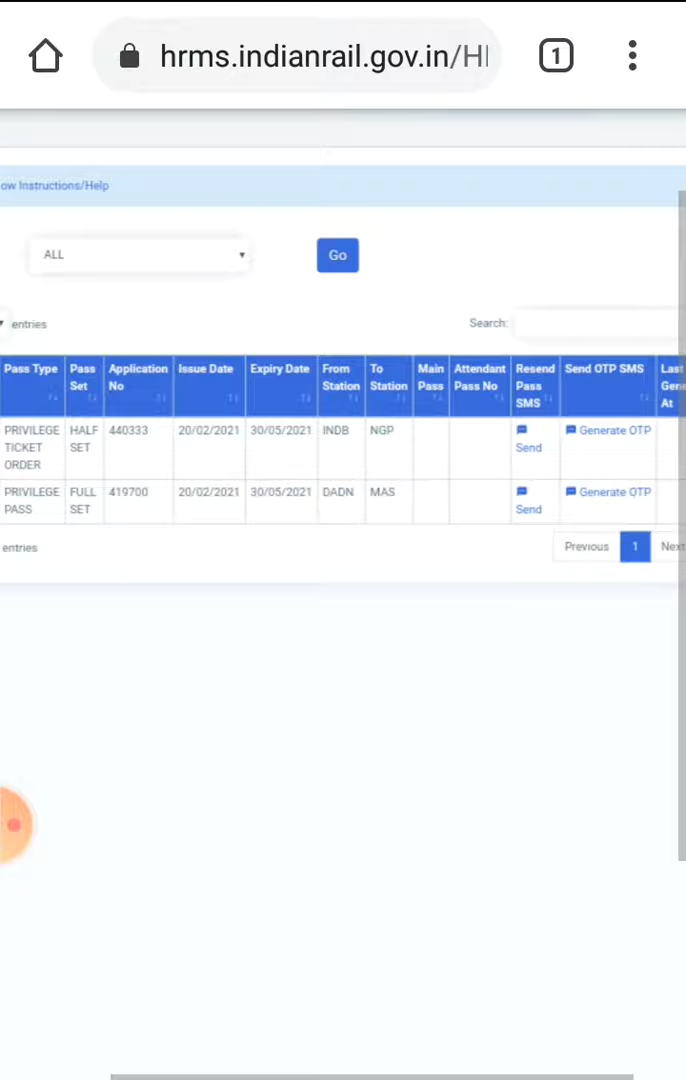 hrms.indianrail.gov.in/H
1
ow Instructions/Help
ALL
Go
entries
Search:
Pass Type Pass Set Application No Issue Date Expiry Date From Station To Station Main Pass Attendant Pass No Resend Pass SMS Send OTP SMS Last Gene At
PRIVILEGE TICKET ORDER HALF SET 440333 20/02/2021 30/05/2021 INDB NGP Send Generate OTP
PRIVILEGE PASS FULL SET 419700 20/02/2021 30/05/2021 DADN MAS Send Generate OTP
entries
Previous 1 Next